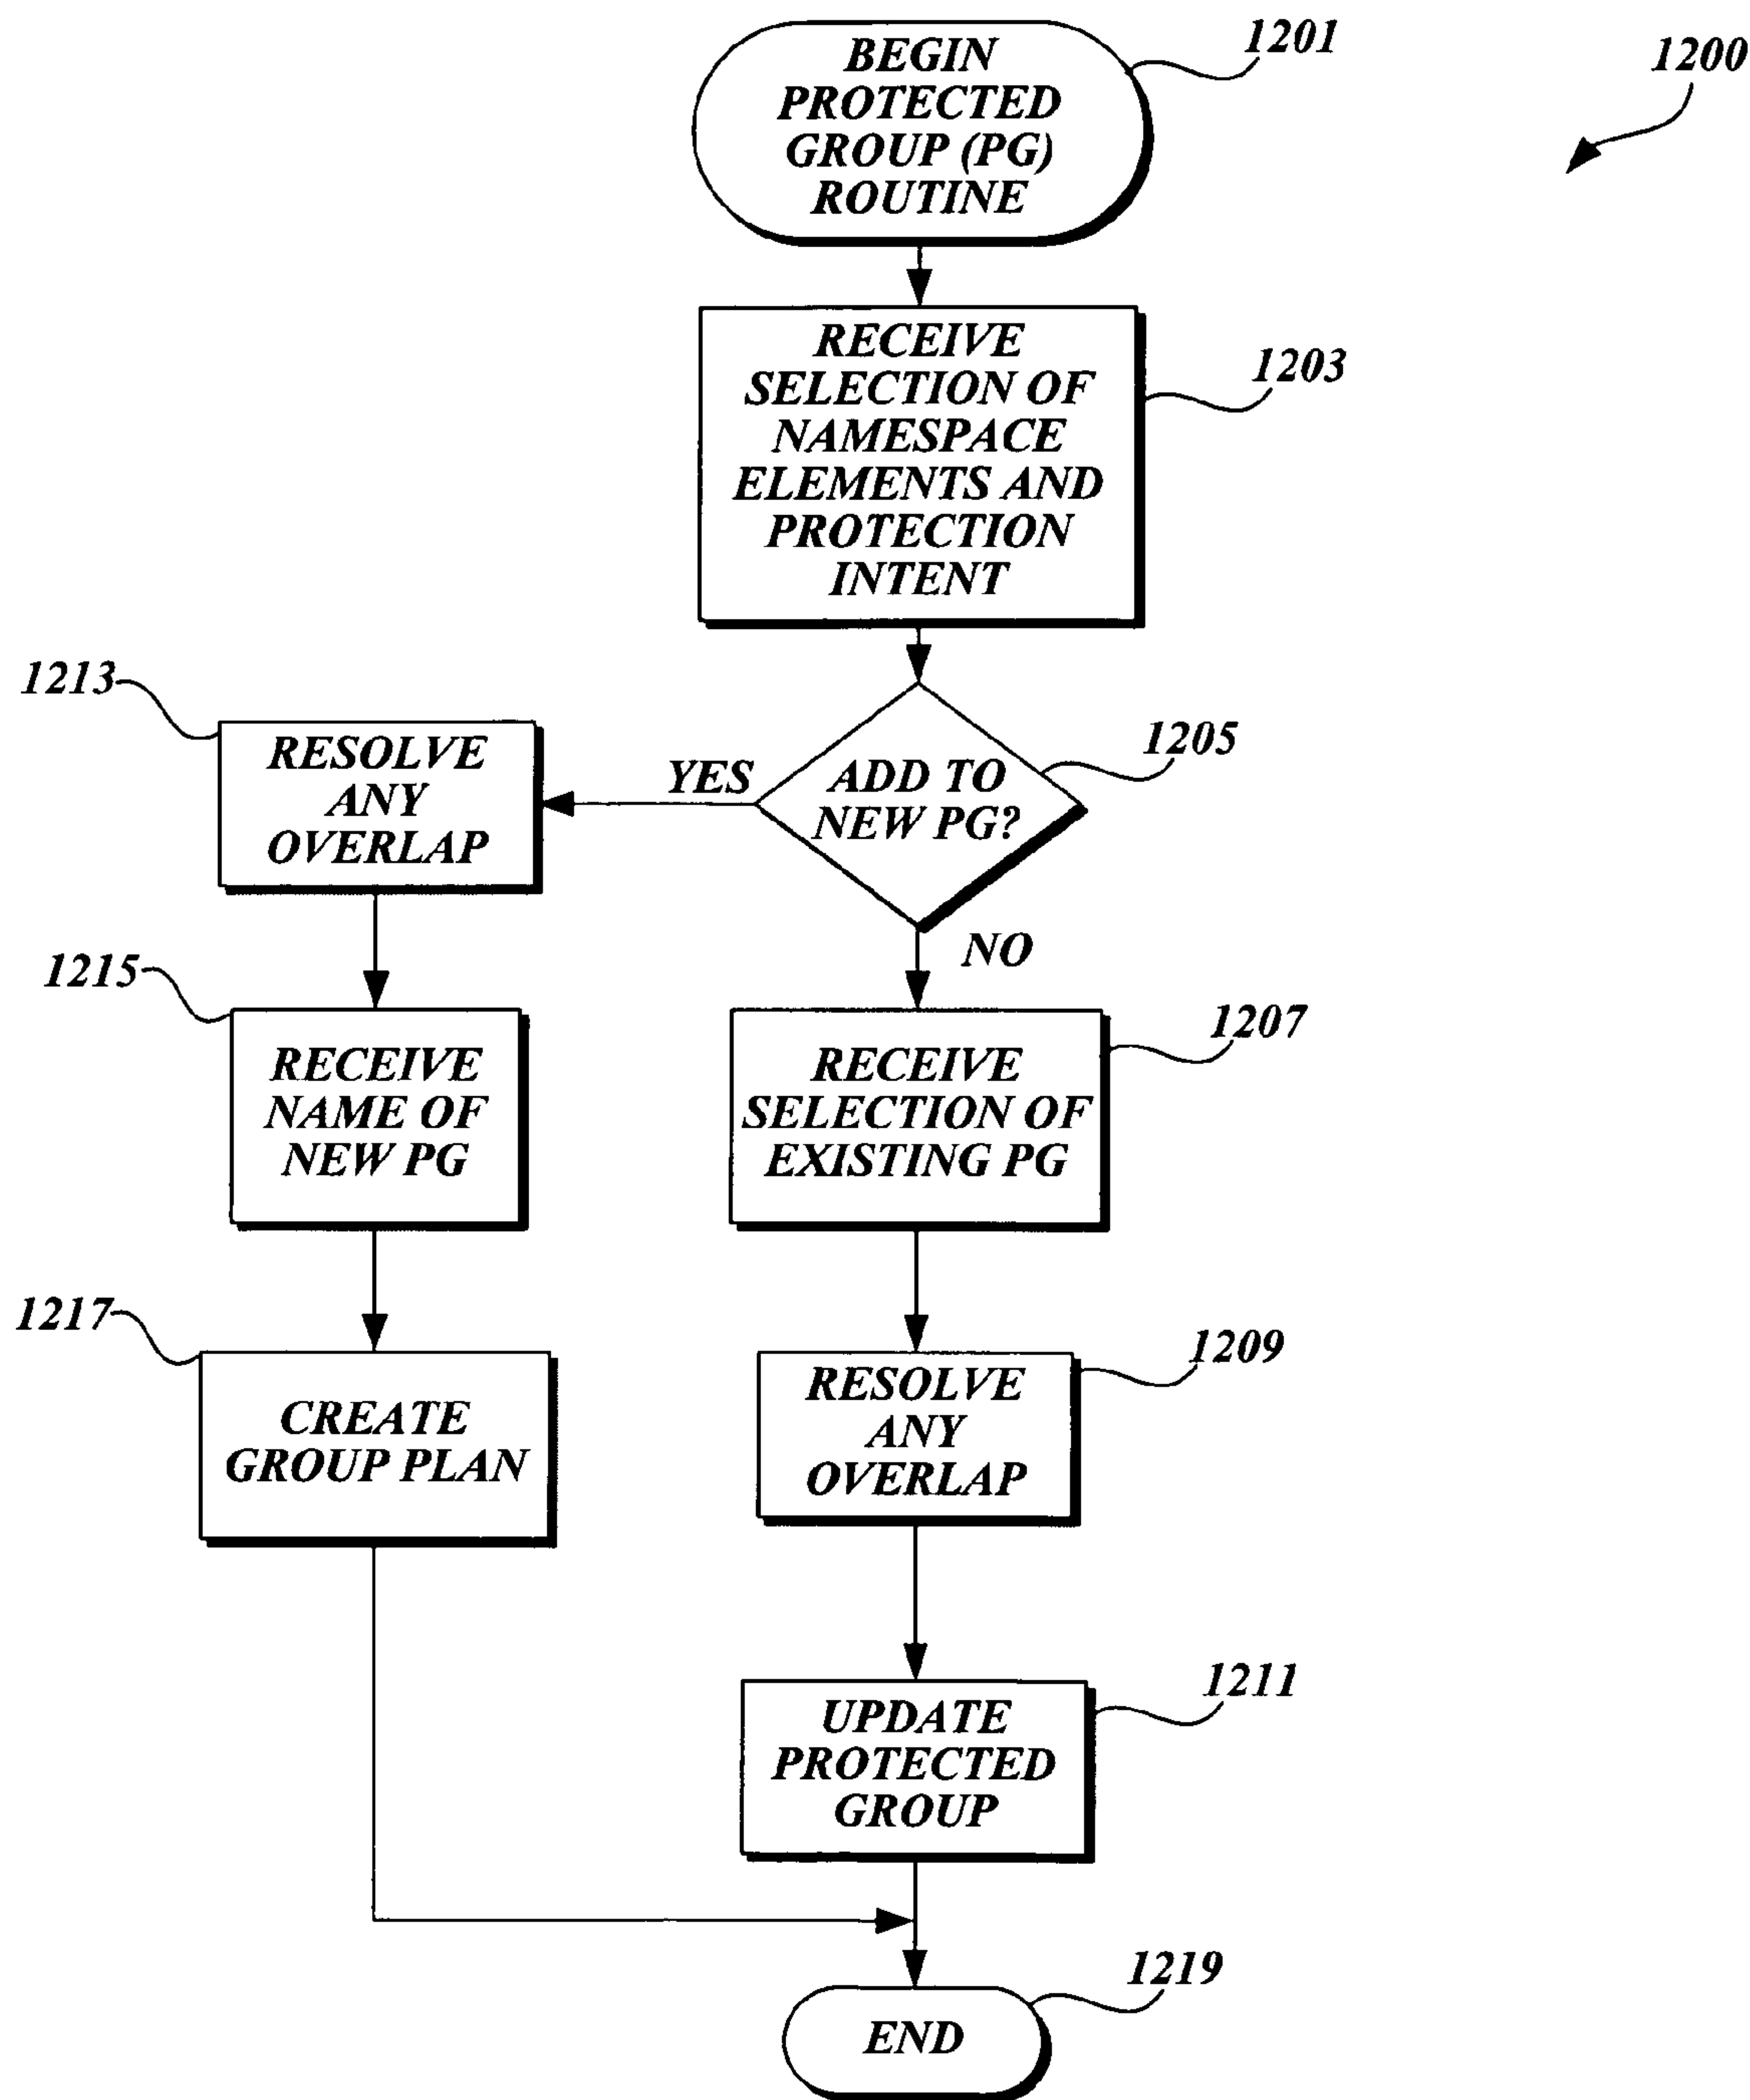 BEGIN
PROTECTED
GROUP (PG)
ROUTINE
1201
1200
RECEIVE
SELECTION OF
NAMESPACE
ELEMENTS AND
PROTECTION
INTENT
1203
ADD TO
NEW PG?
1205
YES
NO
1213
RESOLVE
ANY
OVERLAP
1215
RECEIVE
NAME OF
NEW PG
1217
CREATE
GROUP PLAN
1207
RECEIVE
SELECTION OF
EXISTING PG
1209
RESOLVE
ANY
OVERLAP
1211
UPDATE
PROTECTED
GROUP
1219
END